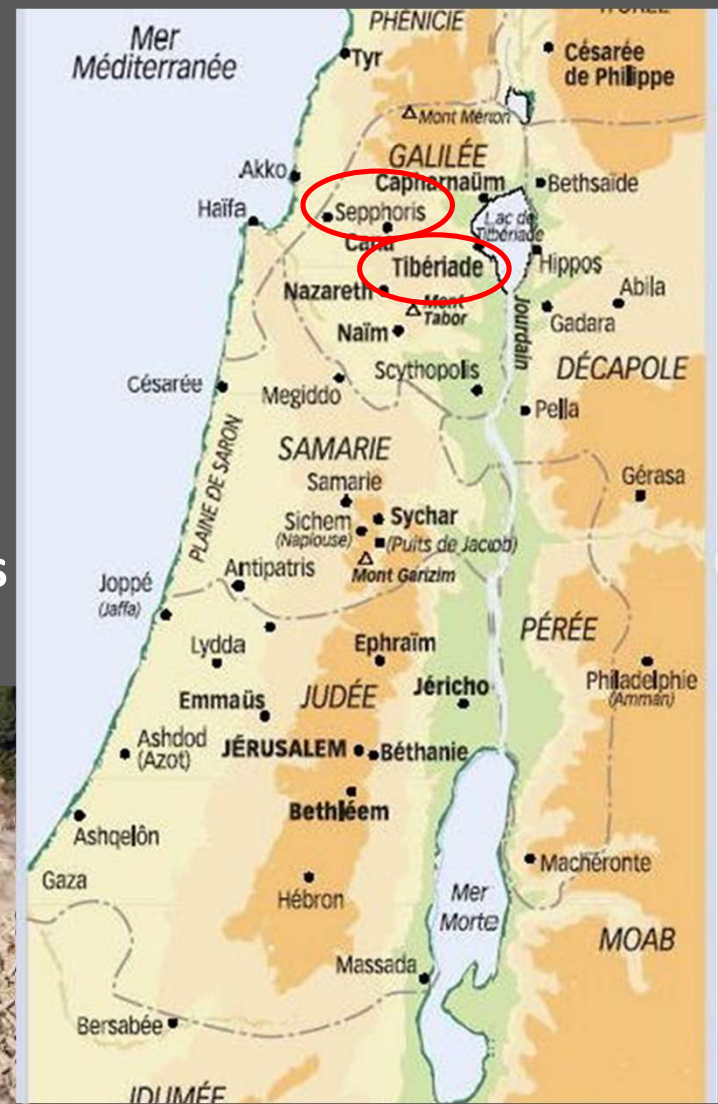 PHÉNICIE
Mer
Méditerranée
Tyr
Césarée
de Philippe
Mont Méron
GALILÉE
Akko
Capharnaüm
Bethsaïde
Haïfa
Sepphoris
Lac de
Tibériade
Cana
Tibériade
Hippos
Nazareth
Abila
Mont
Tabor
Gadara
Naïm
Jourdain
Scythopolis
DÉCAPOLE
Césarée
Megiddo
Pella
PLAINE DE SARON
SAMARIE
Samarie
Gérasa
Sichem
(Naplouse)
Sychar
(Puits de Jacob)
s
Antipatris
Mont Garizim
Joppé
(Jaffa)
PÉRÉE
Lydda
Ephraïm
Philadelphie
(Amman)
Emmaüs
JUDÉE
Jéricho
Ashdod
(Azot)
JÉRUSALEM
Béthanie
Bethléem
Ashqelôn
Machéronte
Gaza
Hébron
Mer
Morte
MOAB
Massada
Bersabée
IDUMÉE